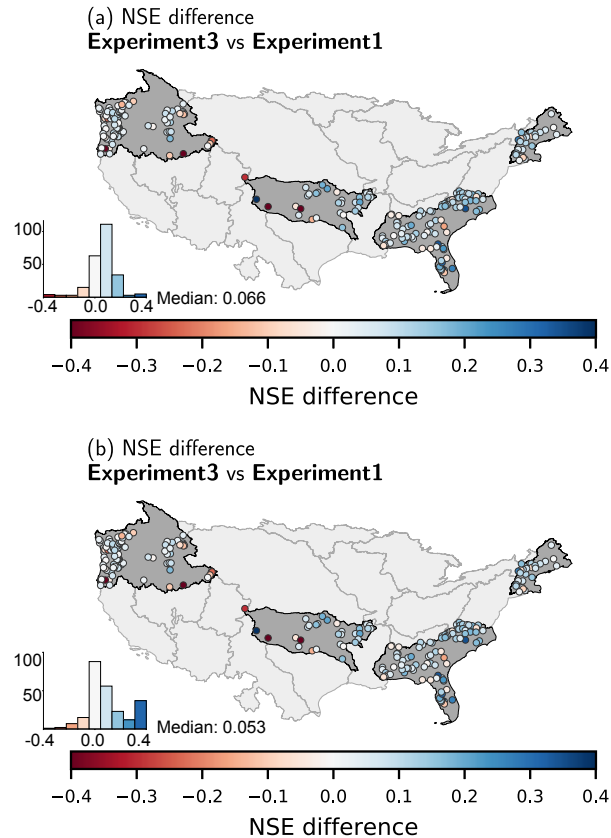 (a) NSE difference
Experiment3 vs Experiment1
100
50
-0.4 0.0 0.4
Median: 0.066
−0.4 −0.3 −0.2 −0.1 0.0 0.1 0.2 0.3 0.4
NSE difference
(b) NSE difference
Experiment3 vs Experiment1
100
50
-0.4 0.0 0.4
Median: 0.053
−0.4 −0.3 −0.2 −0.1 0.0 0.1 0.2 0.3 0.4
NSE difference